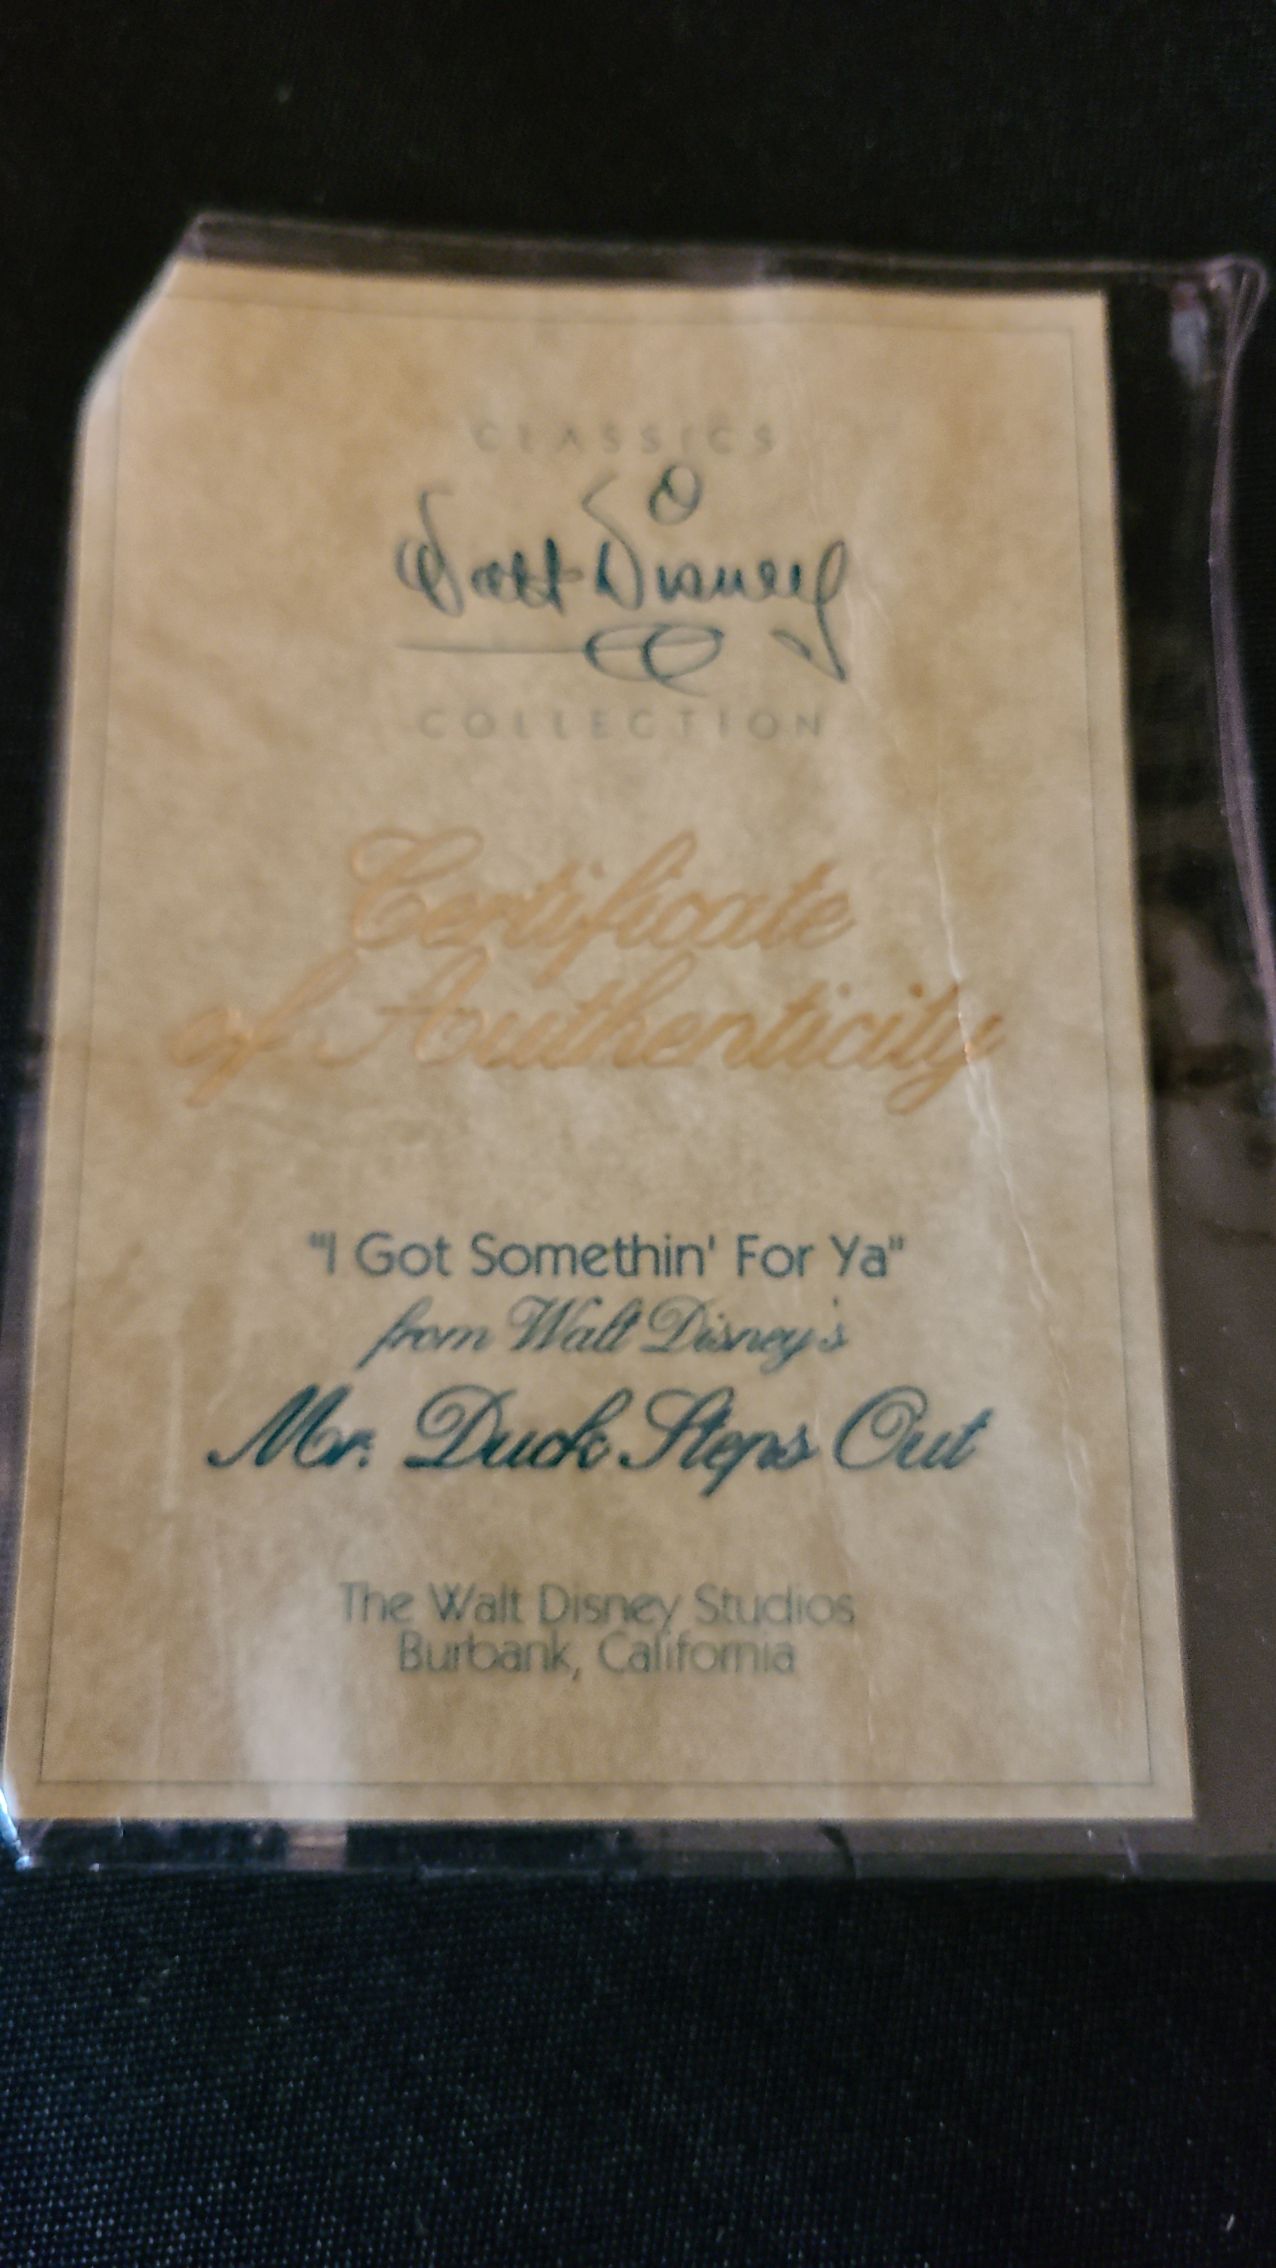 CLASSICS
Walt Disney
COLLECTION
Certificate
of Authenticity
"I Got Somethin' For Ya"
from Walt Disney's
Mr. Duck Steps Out
The Walt Disney Studios
Burbank, California